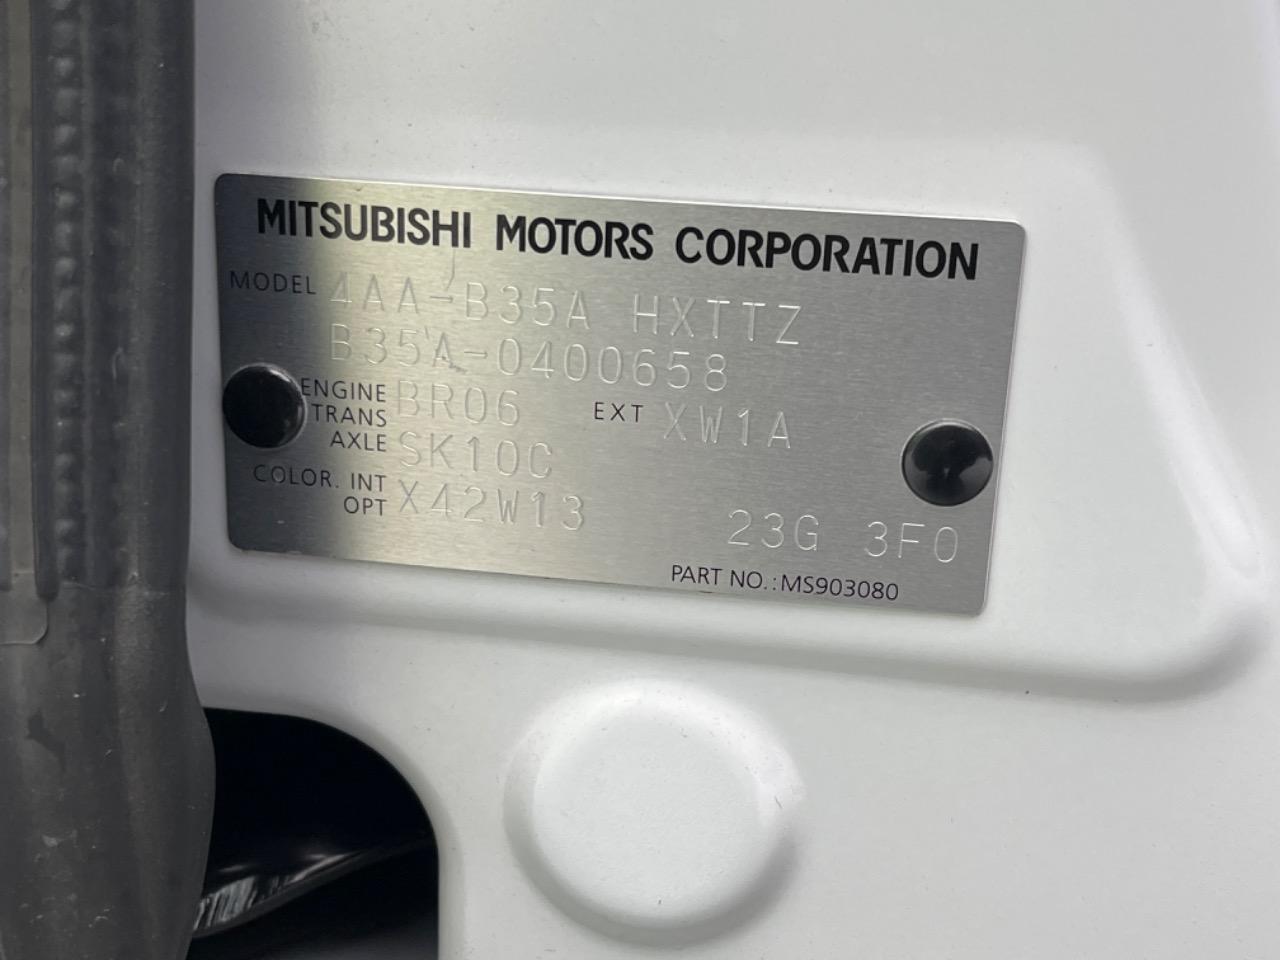 MITSUBISHI MOTORS CORPORATION
MODEL 4AA-B35A HXTTZ
B35A-0400658
ENGINE BR06 EXT XW1A
TRANS
AXLE SK10C
COLOR. INT
OPT X42W13 23G 3F0
PART NO.:MS903080